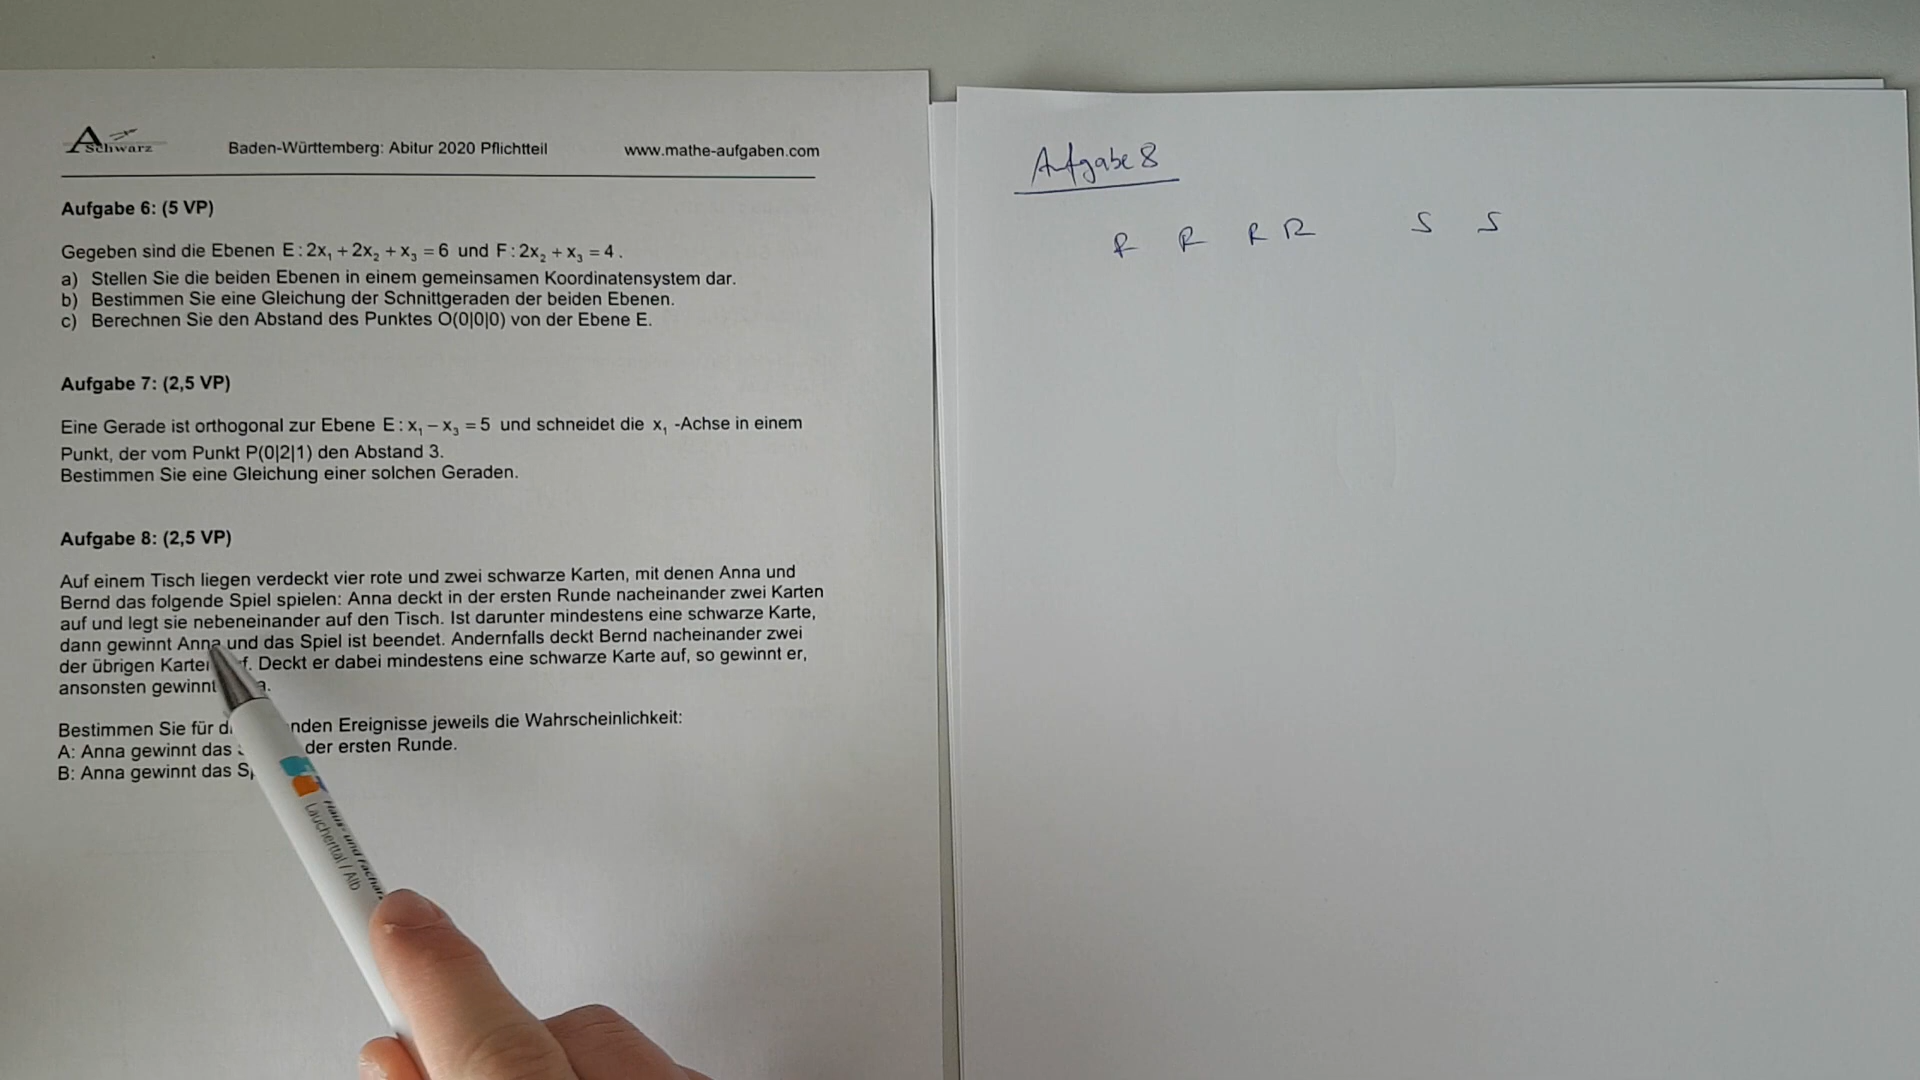 A Schwarz
Baden-Württemberg: Abitur 2020 Pflichtteil
www.mathe-aufgaben.com
Aufgabe 6: (5 VP)
Gegeben sind die Ebenen E: 2x₁ + 2x₂ + x₃ = 6 und F: 2x₂ + x₃ = 4.
a) Stellen Sie die beiden Ebenen in einem gemeinsamen Koordinatensystem dar.
b) Bestimmen Sie eine Gleichung der Schnittgeraden der beiden Ebenen.
c) Berechnen Sie den Abstand des Punktes O(0|0|0) von der Ebene E.
Aufgabe 7: (2,5 VP)
Eine Gerade ist orthogonal zur Ebene E: x₁ − x₃ = 5 und schneidet die x₁ -Achse in einem
Punkt, der vom Punkt P(0|2|1) den Abstand 3.
Bestimmen Sie eine Gleichung einer solchen Geraden.
Aufgabe 8: (2,5 VP)
Auf einem Tisch liegen verdeckt vier rote und zwei schwarze Karten, mit denen Anna und
Bernd das folgende Spiel spielen: Anna deckt in der ersten Runde nacheinander zwei Karten
auf und legt sie nebeneinander auf den Tisch. Ist darunter mindestens eine schwarze Karte,
dann gewinnt Anna und das Spiel ist beendet. Andernfalls deckt Bernd nacheinander zwei
der übrigen Karten f. Deckt er dabei mindestens eine schwarze Karte auf, so gewinnt er,
ansonsten gewinnt a.
Bestimmen Sie für d nden Ereignisse jeweils die Wahrscheinlichkeit:
A: Anna gewinnt das der ersten Runde.
B: Anna gewinnt das Sp
Lauchertal / Alb
Aufgabe 8
R R R R S S